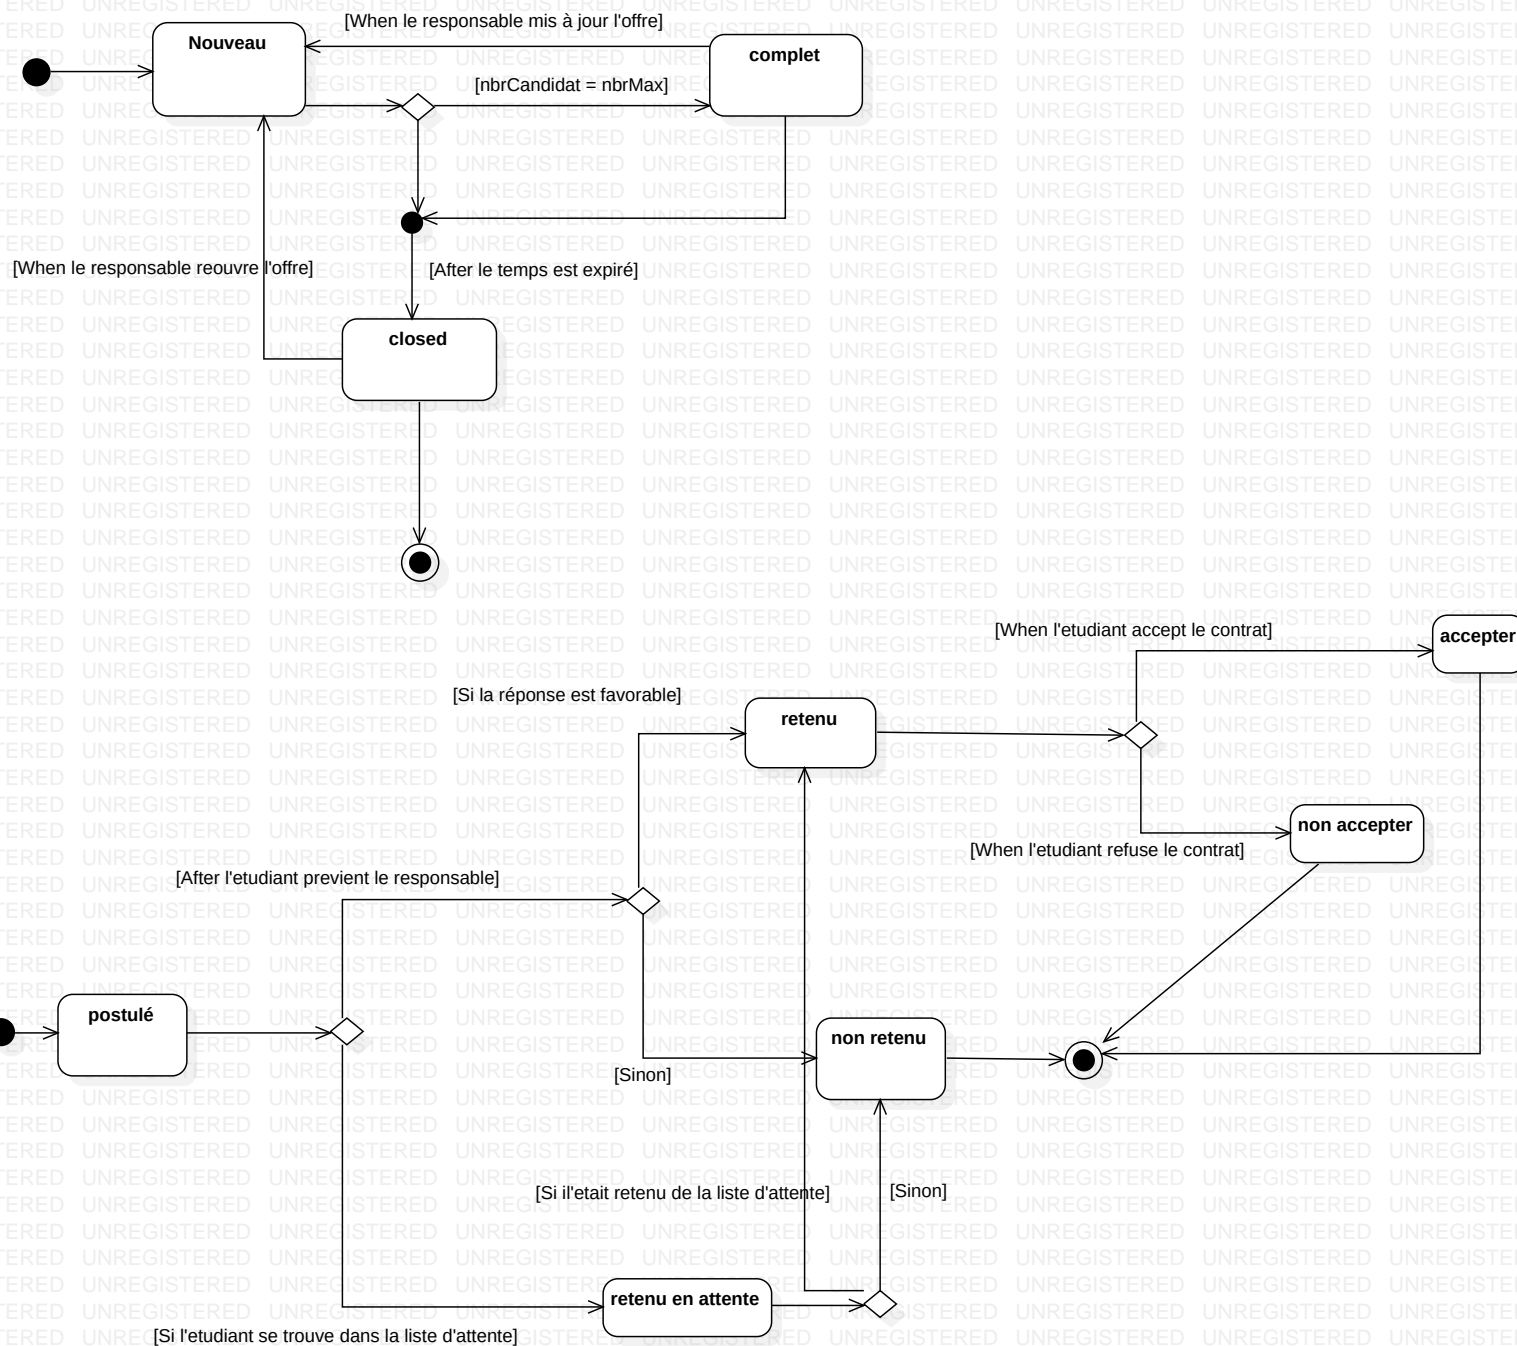 [When le responsable mis à jour l'offre]
Nouveau
complet
[nbrCandidat = nbrMax]
[When le responsable reouvre l'offre]
[After le temps est expiré]
closed
[When l'etudiant accept le contrat]
accepter
[Si la réponse est favorable]
retenu
non accepter
[When l'etudiant refuse le contrat]
[After l'etudiant previent le responsable]
postulé
non retenu
[Sinon]
[Si il'etait retenu de la liste d'attente]
[Sinon]
retenu en attente
[Si l'etudiant se trouve dans la liste d'attente]
UNREGISTERED